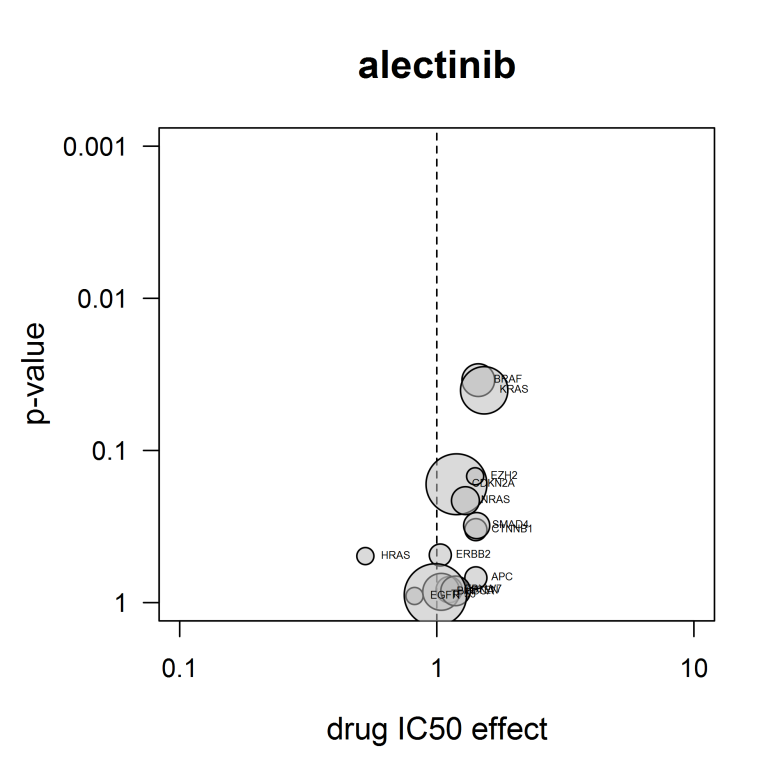 alectinib
p-value
0.001
0.01
0.1
1
BRAF
KRAS
EZH2
CDKN2A
NRAS
SMAD4
CTNNB1
ERBB2
HRAS
APC
EGFR
0.1
1
10
drug IC50 effect